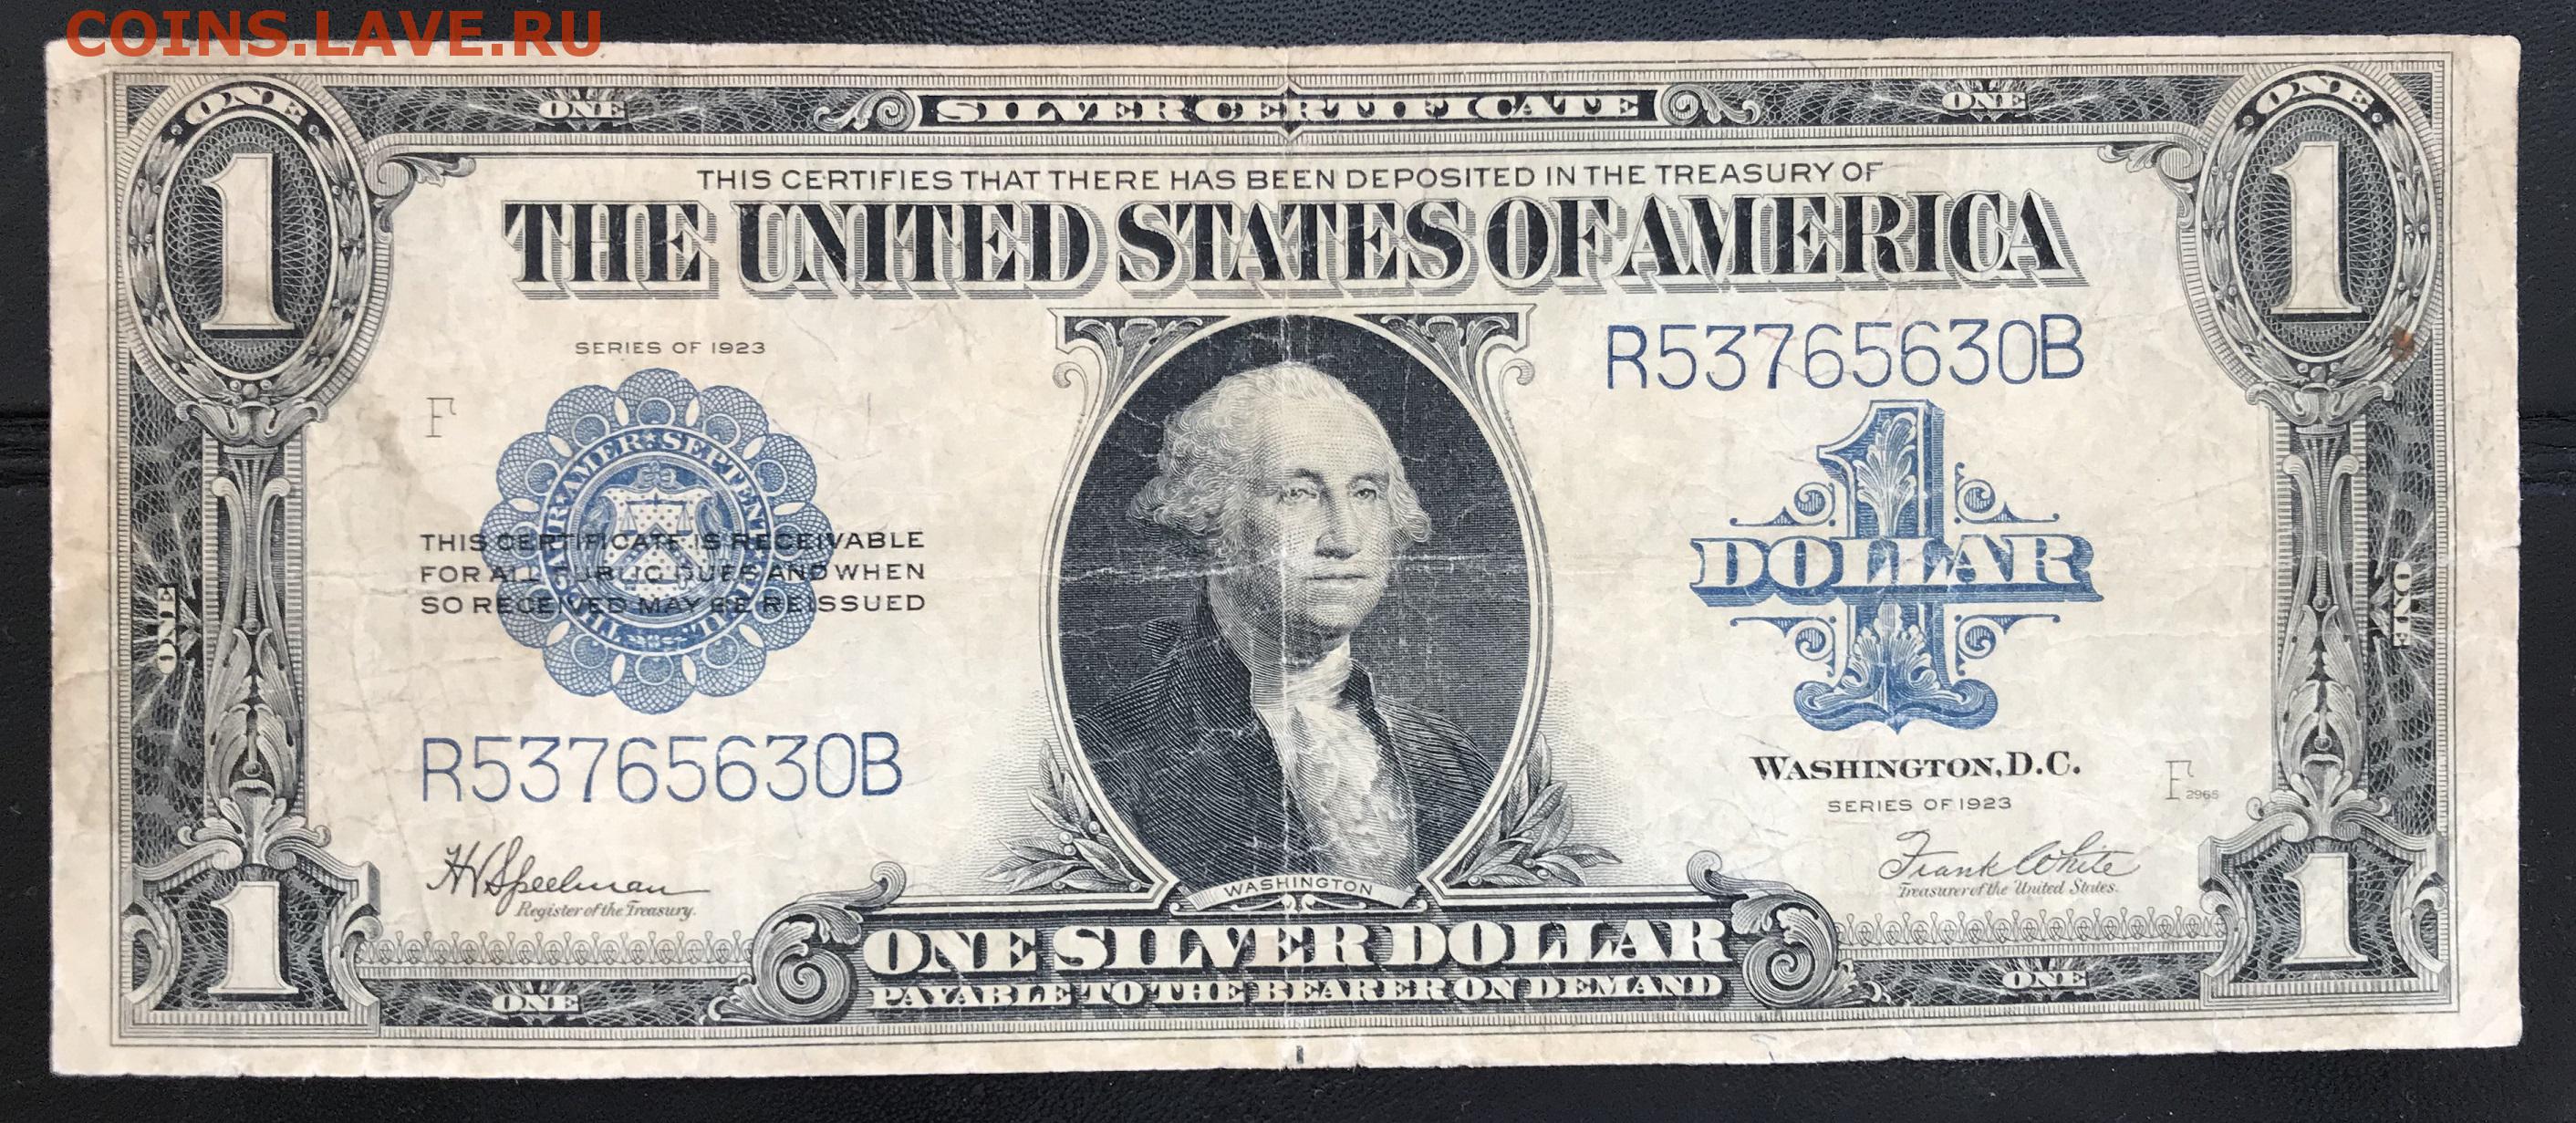 COINS.LAVE.RU
ONE ONE SILVER CERTIFICATE ONE ONE
1 1
THIS CERTIFIES THAT THERE HAS BEEN DEPOSITED IN THE TREASURY OF
THE UNITED STATES OF AMERICA
SERIES OF 1923
R53765630B
F
AMER ★ SEPTENT
1
DOLLAR
THIS CERTIFICATE IS RECEIVABLE
FOR ALL PUBLIC DUES AND WHEN
SO RECEIVED MAY BE REISSUED
ONE ONE
R53765630B
WASHINGTON, D.C.
SERIES OF 1923
F 2965
H V Speelman
Register of the Treasury.
Frank White
Treasurer of the United States.
WASHINGTON
1 1
ONE SILVER DOLLAR
ONE ONE
PAYABLE TO THE BEARER ON DEMAND